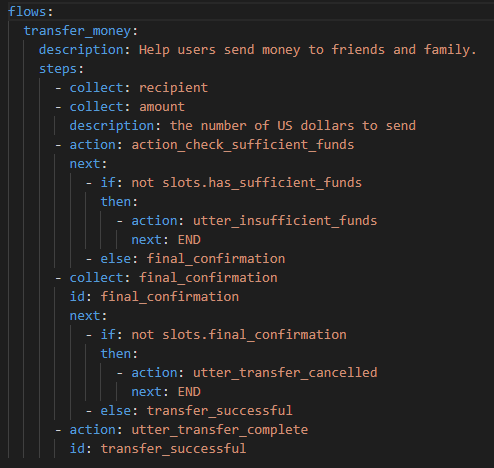 flows:
  transfer_money:
    description: Help users send money to friends and family.
    steps:
      - collect: recipient
      - collect: amount
        description: the number of US dollars to send
      - action: action_check_sufficient_funds
        next:
          - if: not slots.has_sufficient_funds
            then:
              - action: utter_insufficient_funds
                next: END
          - else: final_confirmation
      - collect: final_confirmation
        id: final_confirmation
        next:
          - if: not slots.final_confirmation
            then:
              - action: utter_transfer_cancelled
                next: END
          - else: transfer_successful
      - action: utter_transfer_complete
        id: transfer_successful